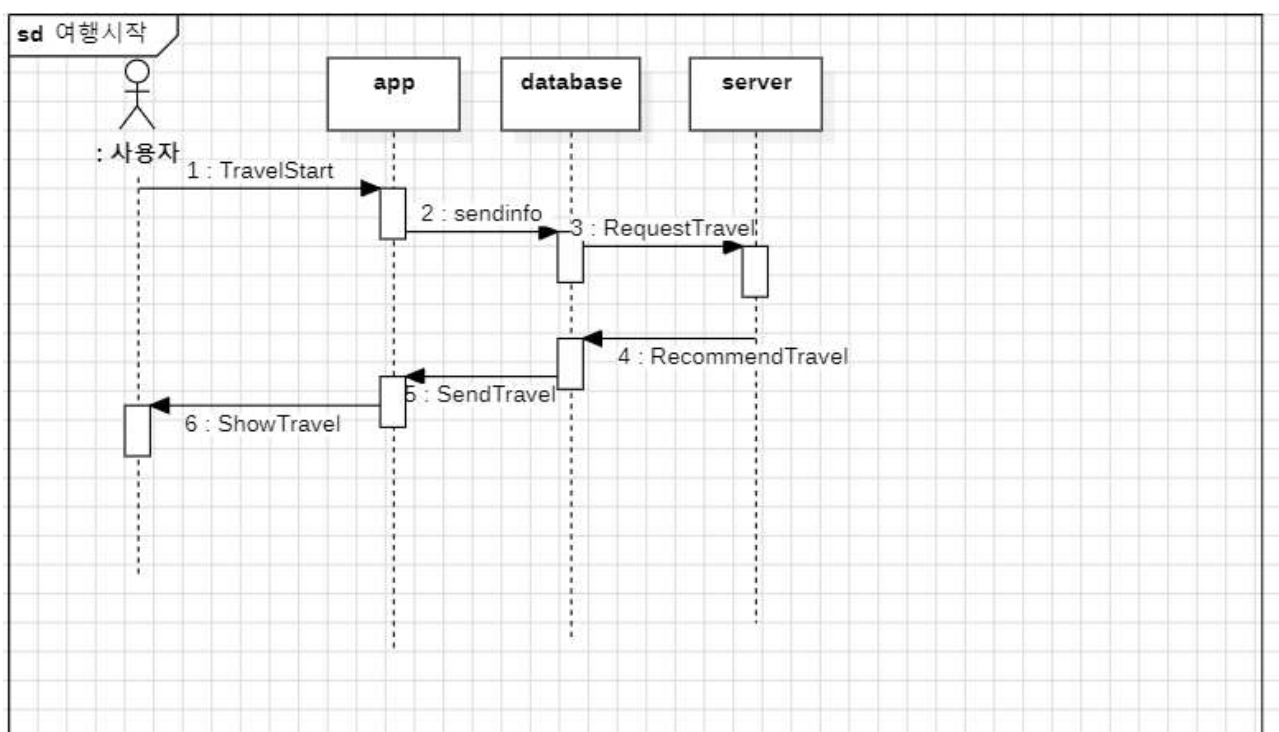 sd 여행시작
app
database
server
: 사용자
1 : TravelStart
2 : sendinfo
3 : RequestTravel
4 : RecommendTravel
5 : SendTravel
6 : ShowTravel